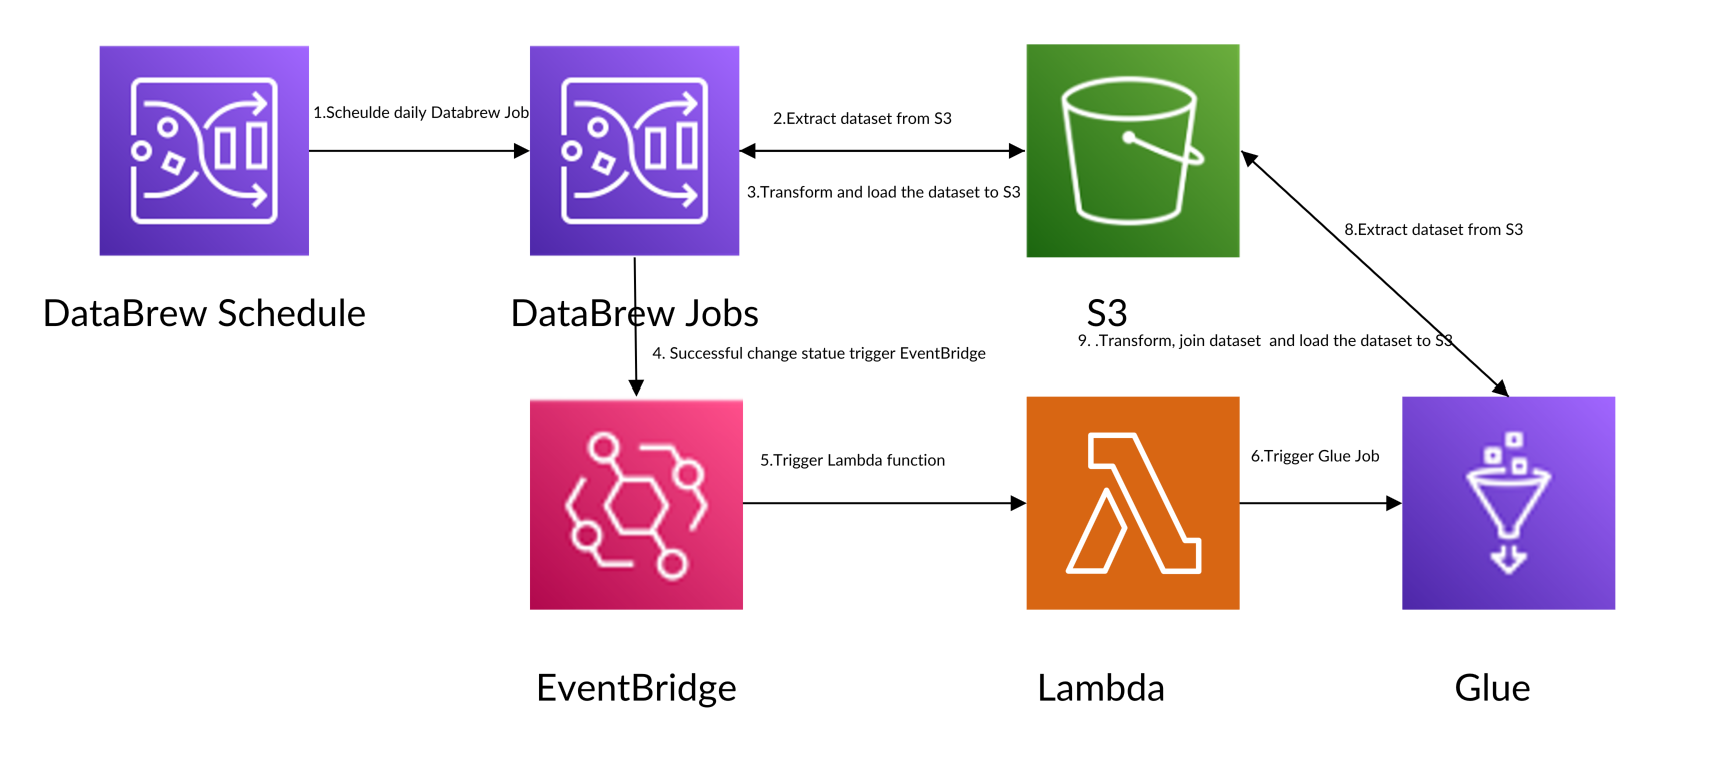 1.Scheulde daily Databrew Job
2.Extract dataset from S3
3.Transform and load the dataset to S3
8.Extract dataset from S3
DataBrew Schedule
DataBrew Jobs
S3
9. .Transform, join dataset  and load the dataset to S3
4. Successful change statue trigger EventBridge
5.Trigger Lambda function
6.Trigger Glue Job
EventBridge
Lambda
Glue